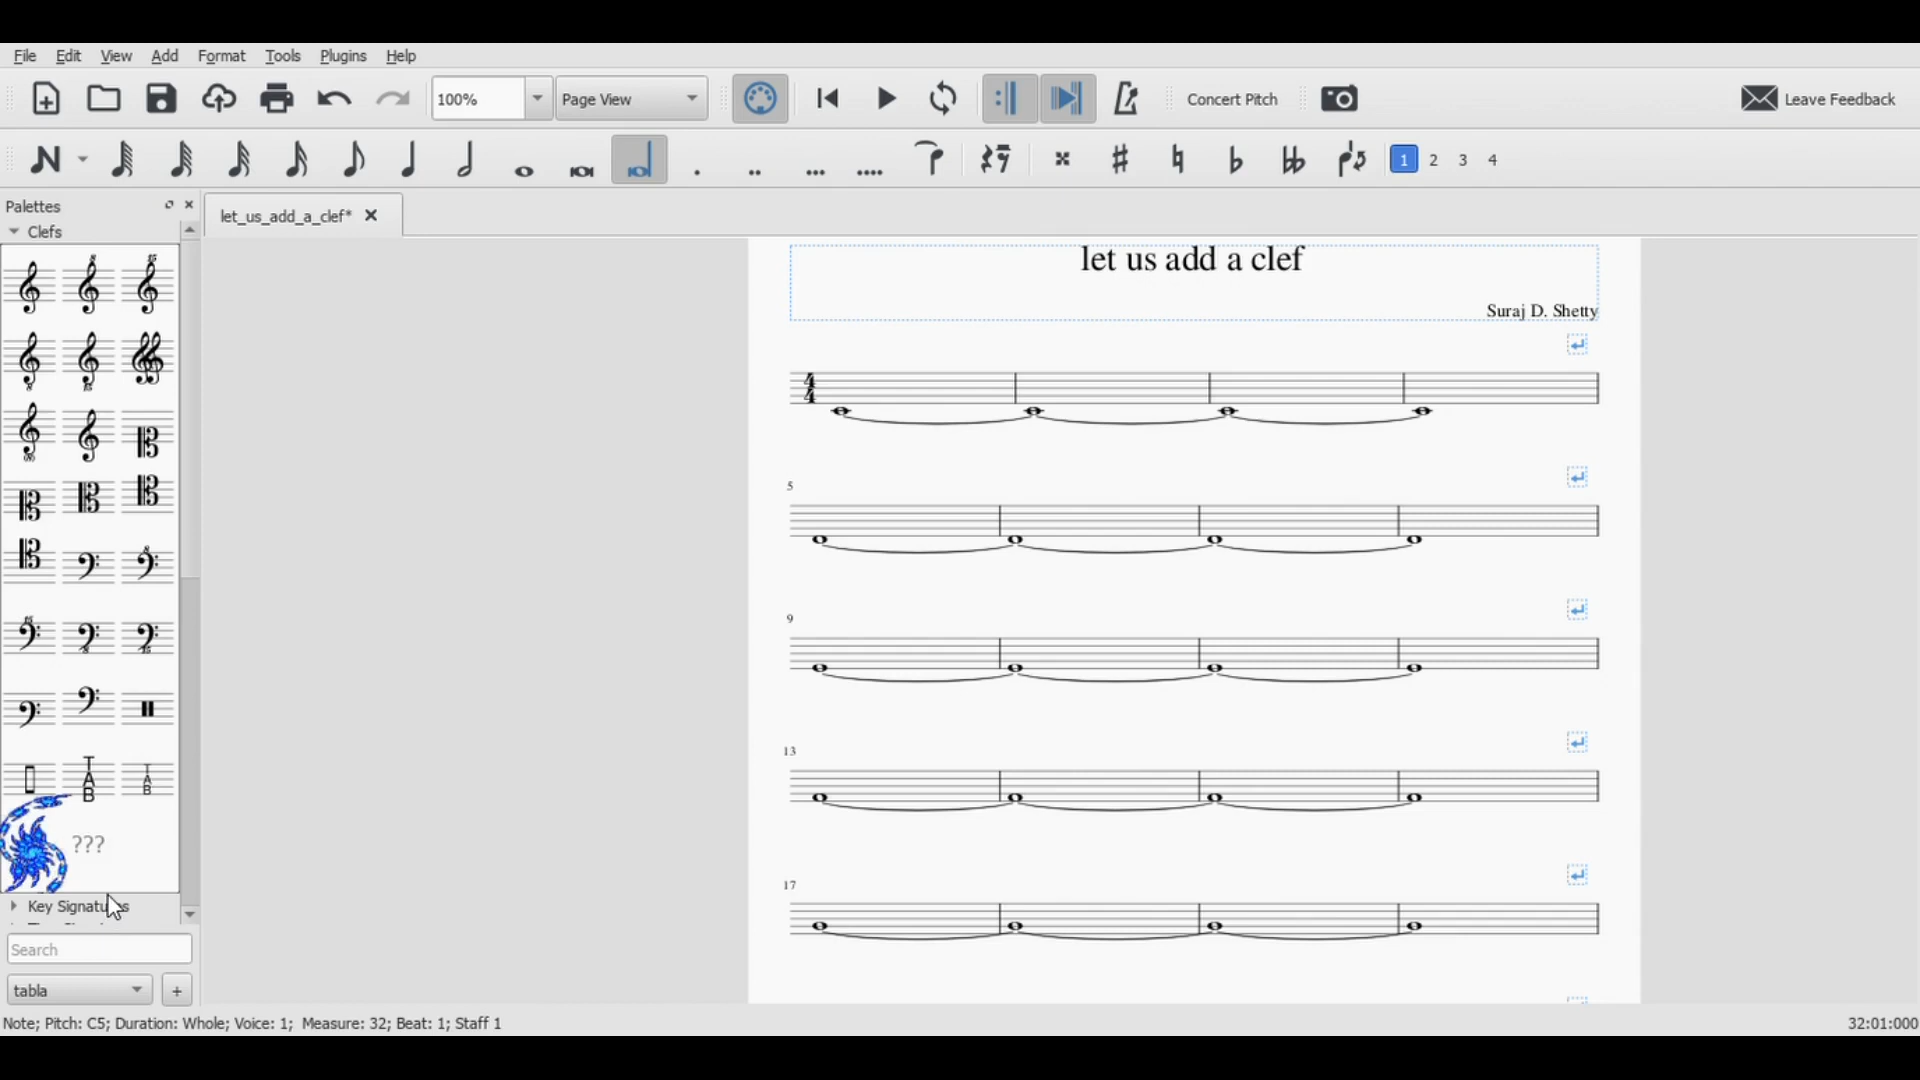 File Edit View Add Format Tools Plugins Help
100% Page View Concert Pitch Leave Feedback
1 2 3 4
Palettes
let_us_add_a_clef*
Clefs
let us add a clef
Suraj D. Shetty
4
4
5
9
13
T
A
B
T
A
B
???
17
Key Signatures
Search
tabla
+
Note; Pitch: C5; Duration: Whole; Voice: 1; Measure: 32; Beat: 1; Staff 1
32:01:000